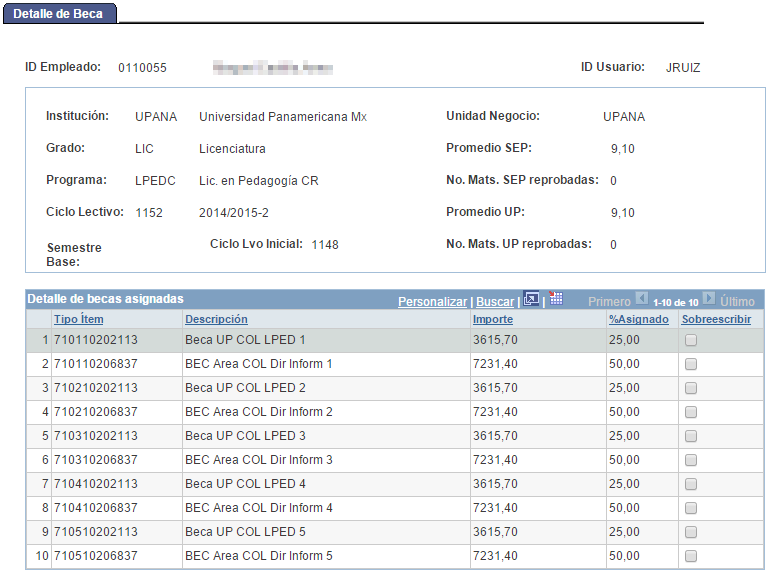 Detalle de Beca
ID Empleado: 0110055 ID Usuario: JRUIZ
Institución: UPANA Universidad Panamericana Mx Unidad Negocio: UPANA
Grado: LIC Licenciatura Promedio SEP: 9,10
Programa: LPEDC Lic. en Pedagogía CR No. Mats. SEP reprobadas: 0
Ciclo Lectivo: 1152 2014/2015-2 Promedio UP: 9,10
Semestre Base: Ciclo Lvo Inicial: 1148 No. Mats. UP reprobadas: 0
Detalle de becas asignadas Personalizar | Buscar | | Primero 1-10 de 10 Último
Tipo Ítem Descripción Importe %Asignado Sobreescribir
1 710110202113 Beca UP COL LPED 1 3615,70 25,00
2 710110206837 BEC Area COL Dir Inform 1 7231,40 50,00
3 710210202113 Beca UP COL LPED 2 3615,70 25,00
4 710210206837 BEC Area COL Dir Inform 2 7231,40 50,00
5 710310202113 Beca UP COL LPED 3 3615,70 25,00
6 710310206837 BEC Area COL Dir Inform 3 7231,40 50,00
7 710410202113 Beca UP COL LPED 4 3615,70 25,00
8 710410206837 BEC Area COL Dir Inform 4 7231,40 50,00
9 710510202113 Beca UP COL LPED 5 3615,70 25,00
10 710510206837 BEC Area COL Dir Inform 5 7231,40 50,00